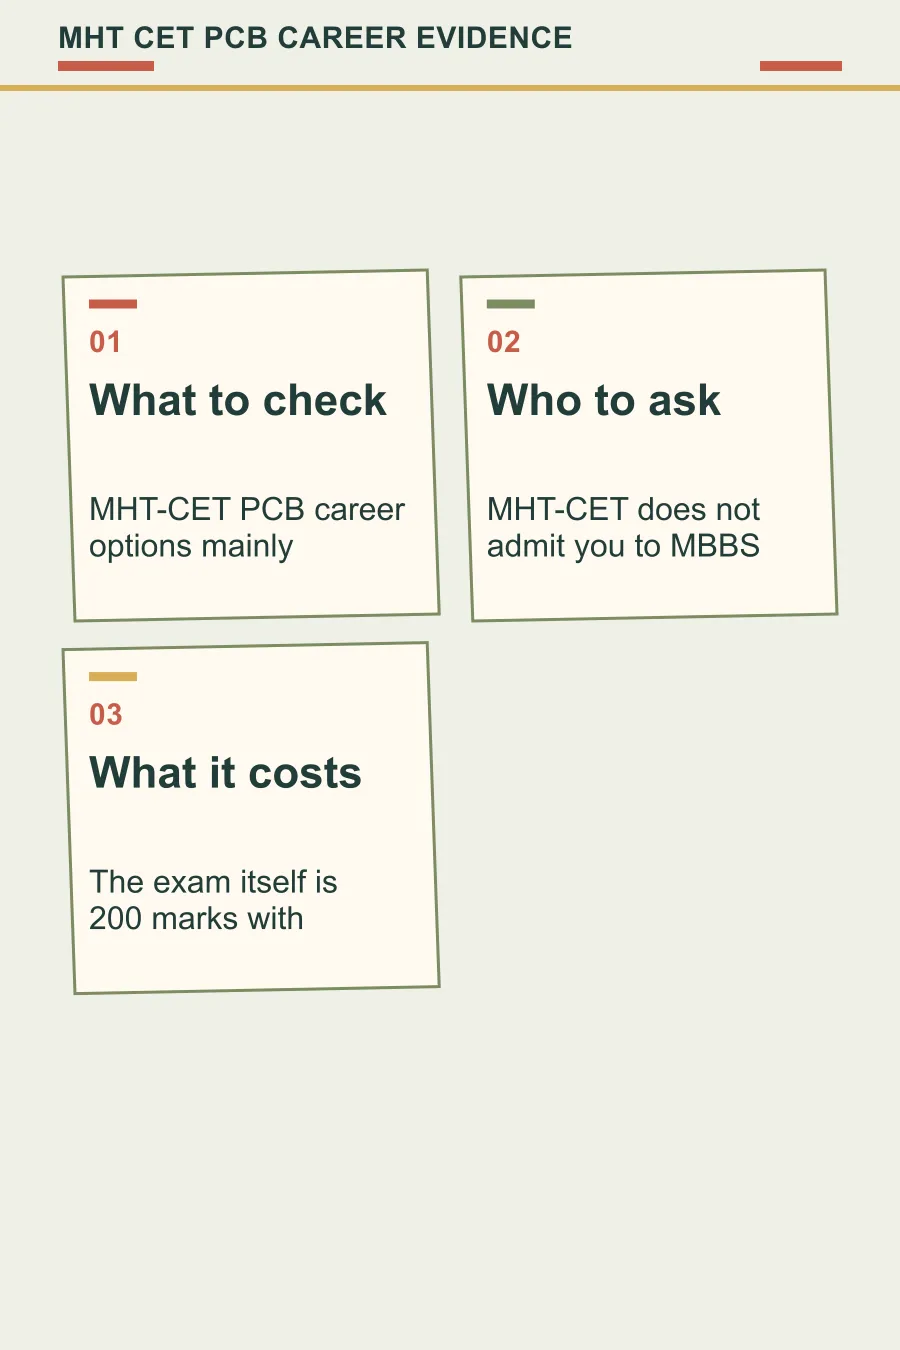 MHT CET PCB CAREER EVIDENCE
01
What to check
MHT-CET PCB career
options mainly
02
Who to ask
MHT-CET does not
admit you to MBBS
03
What it costs
The exam itself is
200 marks with